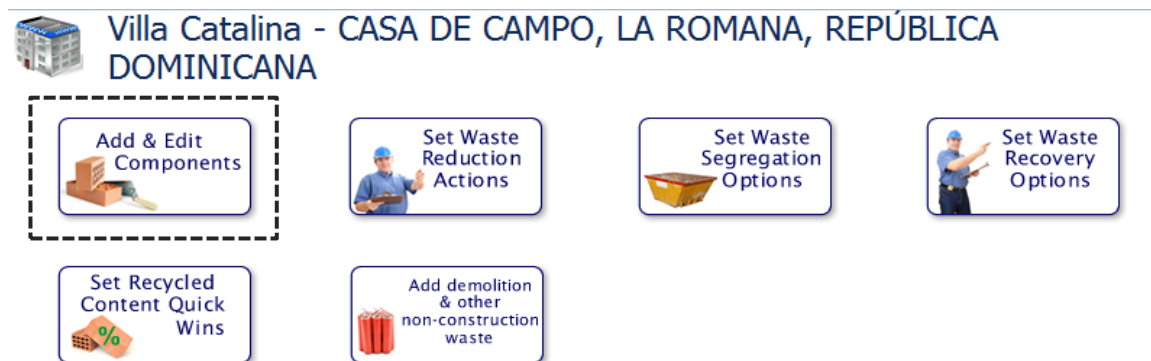 Villa Catalina - CASA DE CAMPO, LA ROMANA, REPÚBLICA
DOMINICANA
Add & Edit
Components
Set Waste
Reduction
Actions
Set Waste
Segregation
Options
Set Waste
Recovery
Options
Set Recycled
Content Quick
Wins
%
Add demolition
& other
non-construction
waste